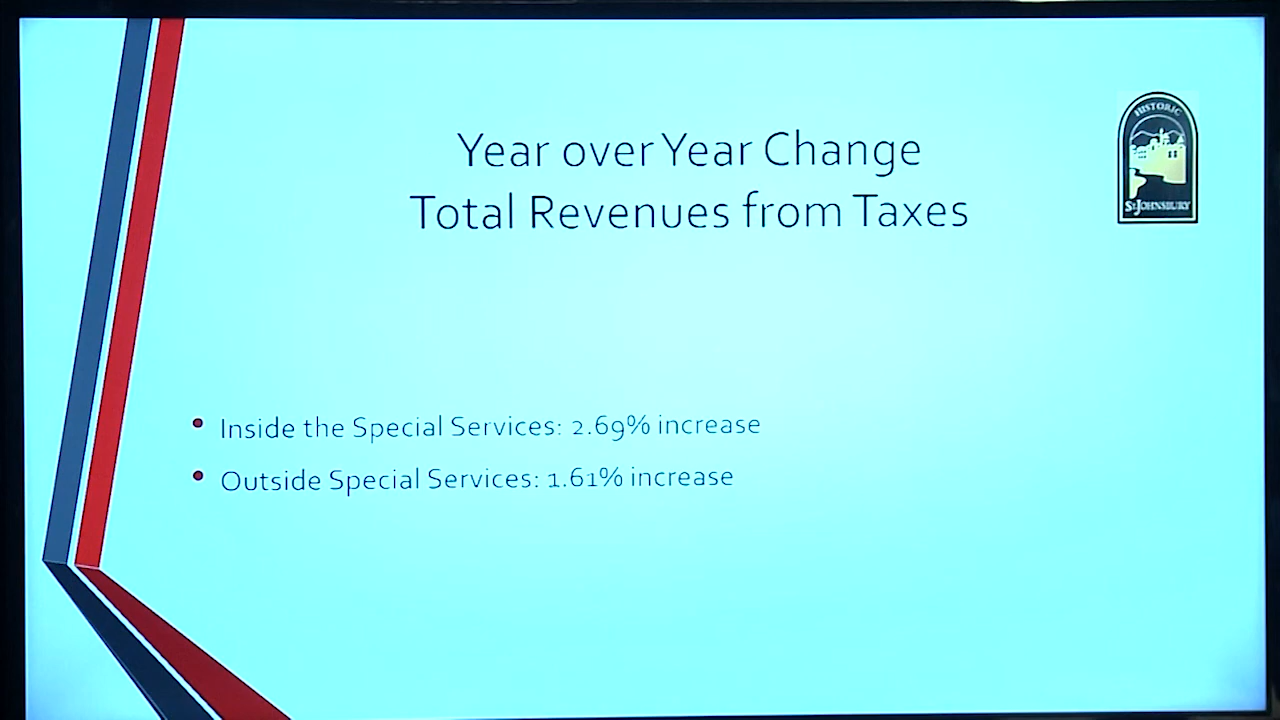 Year over Year Change
Total Revenues from Taxes
HISTORIC
St. JOHNSBURY
• Inside the Special Services: 2.69% increase
• Outside Special Services: 1.61% increase